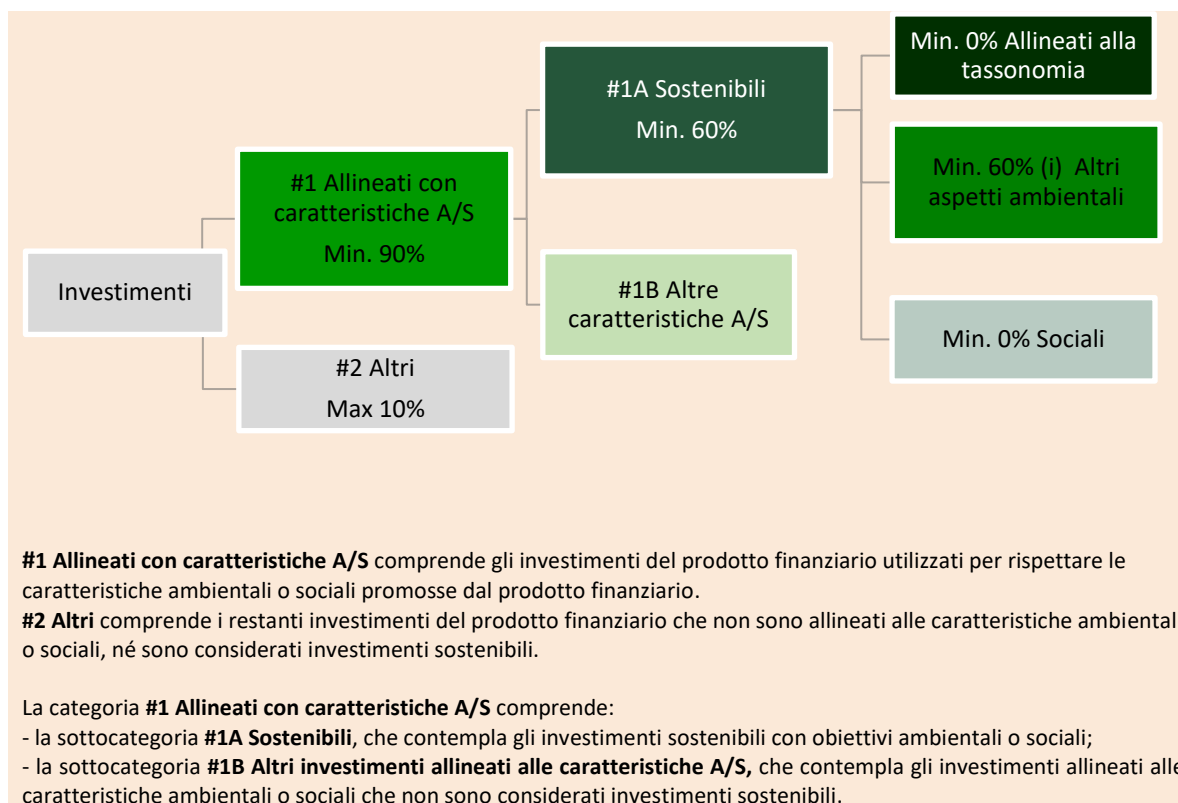 Min. 0% Allineati alla
tassonomia
#1A Sostenibili
Min. 60%
Min. 60% (i) Altri
aspetti ambientali
#1 Allineati con
caratteristiche A/S
Min. 90%
Investimenti
#1B Altre
caratteristiche A/S
Min. 0% Sociali
#2 Altri
Max 10%
#1 Allineati con caratteristiche A/S comprende gli investimenti del prodotto finanziario utilizzati per rispettare le
caratteristiche ambientali o sociali promosse dal prodotto finanziario.
#2 Altri comprende i restanti investimenti del prodotto finanziario che non sono allineati alle caratteristiche ambiental
o sociali, né sono considerati investimenti sostenibili.
La categoria #1 Allineati con caratteristiche A/S comprende:
- la sottocategoria #1A Sostenibili, che contempla gli investimenti sostenibili con obiettivi ambientali o sociali;
- la sottocategoria #1B Altri investimenti allineati alle caratteristiche A/S, che contempla gli investimenti allineati alle
caratteristiche ambientali o sociali che non sono considerati investimenti sostenibili.